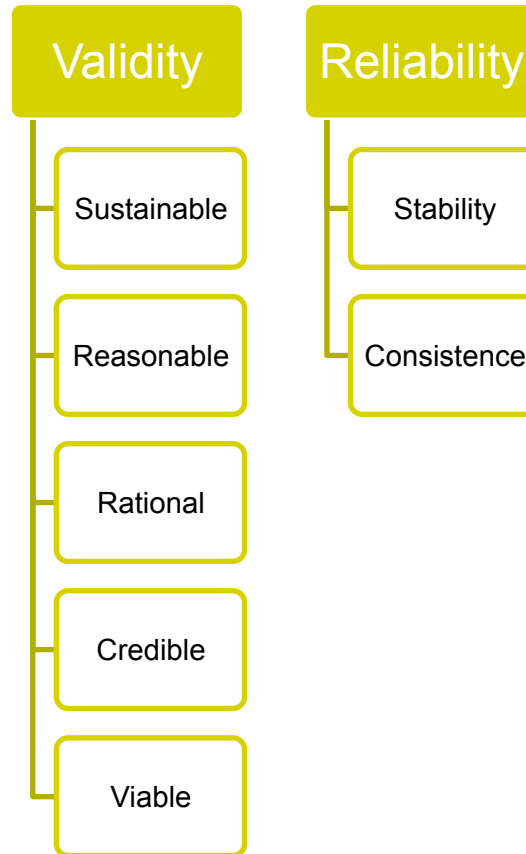 Validity
Sustainable
Reasonable
Rational
Credible
Viable
Reliability
Stability
Consistence